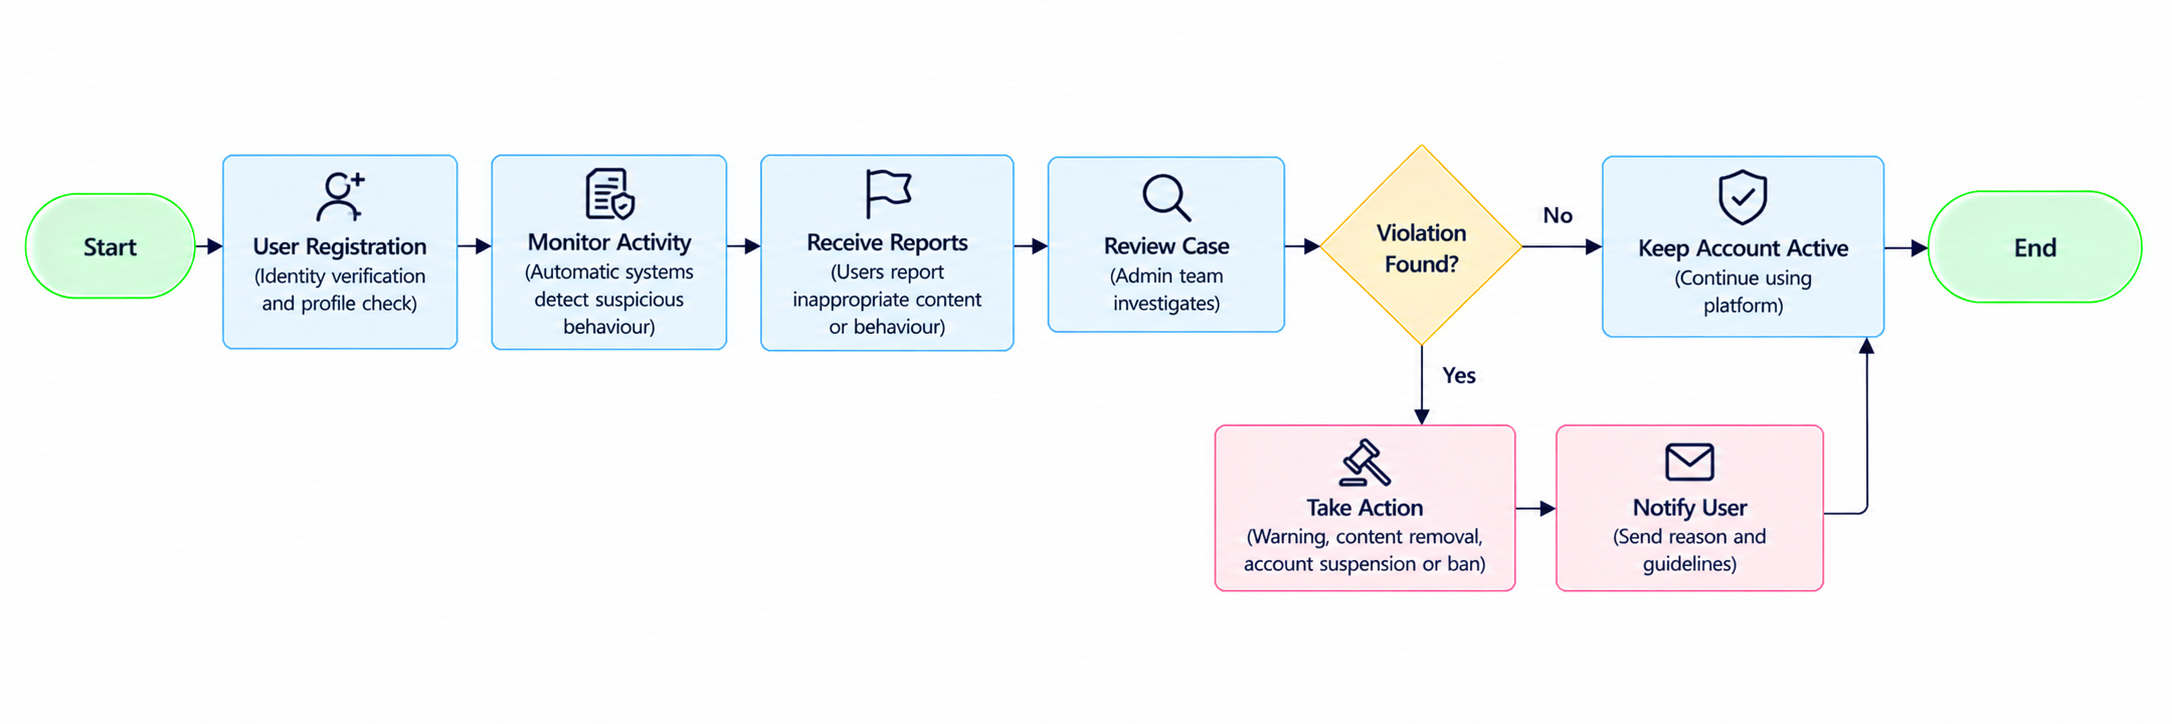 Start
User Registration
(Identity verification
and profile check)
Monitor Activity
(Automatic systems
detect suspicious
behaviour)
Receive Reports
(Users report
inappropriate content
or behaviour)
Review Case
(Admin team
investigates)
Violation
Found?
No
Keep Account Active
(Continue using
platform)
End
Yes
Take Action
(Warning, content removal,
account suspension or ban)
Notify User
(Send reason and
guidelines)